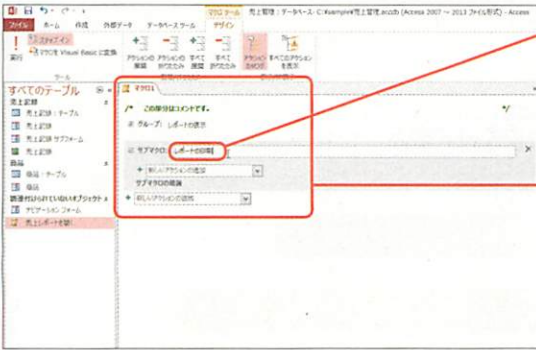 マクロツール 売上管理 : データベース- C:¥sample¥売上管理.accdb (Access 2007 ～ 2013 ファイル形式) - Access
ファイル ホーム 作成 外部データ データベースツール デザイン
実行 ステップイン マクロを Visual Basic に変換
アクションの展開 アクションの折りたたみ すべて展開 すべて折りたたみ アクションカタログ すべてのアクションを表示
ツール
すべてのテーブル
売上記録
売上記録 : テーブル
売上記録
売上記録 サブフォーム
売上記録
商品
商品 : テーブル
商品
関連付けられていないオブジェクト
ナビゲーション フォーム
売上レポートを開く
マクロ1
/* この部分はコメントです。 */
グループ: レポートの表示
サブマクロ: レポートの印刷
新しいアクションの追加
サブマクロの最後
新しいアクションの追加